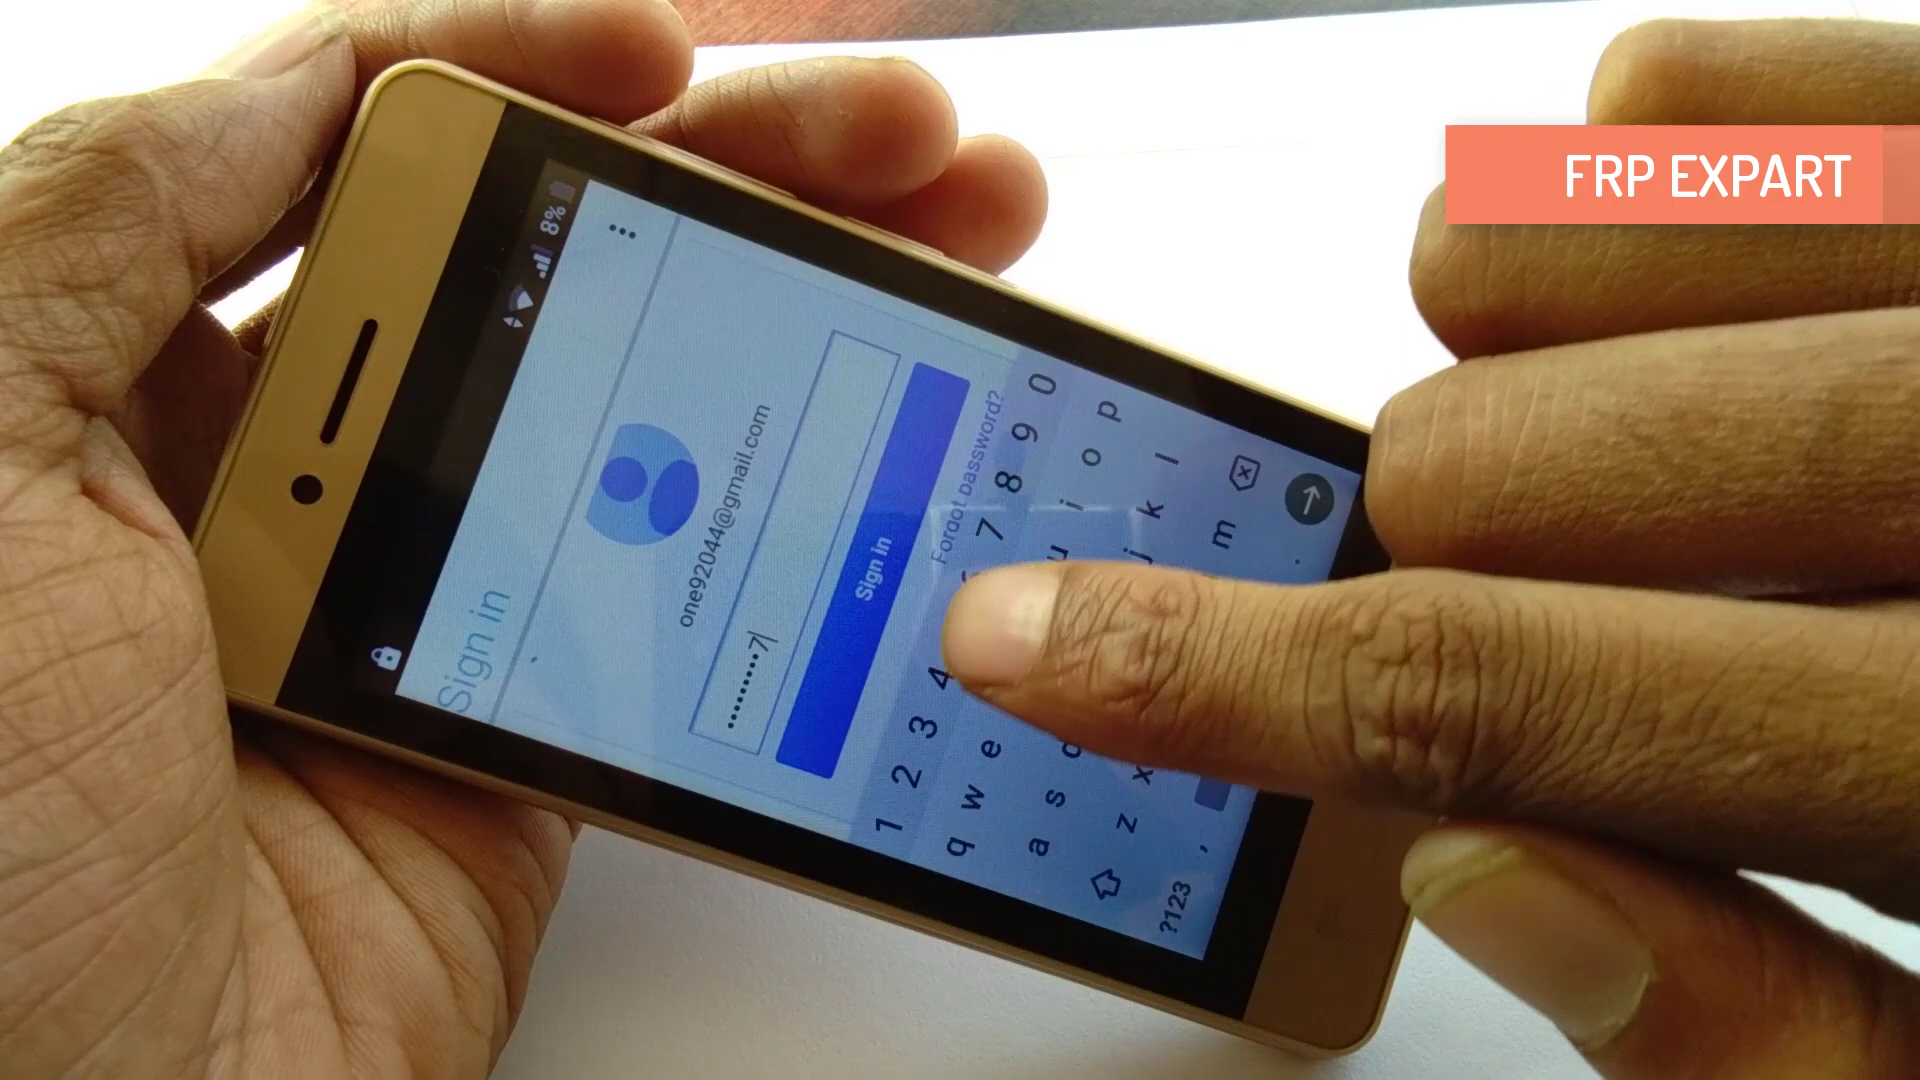 FRP EXPART
8%
Sign in
one92044@gmail.com
•••••••••7
Sign in
Forgot password?
1 2 3 4 7 8 9 0
q w e u i o p
a s d j k l
z x m
?123 , .